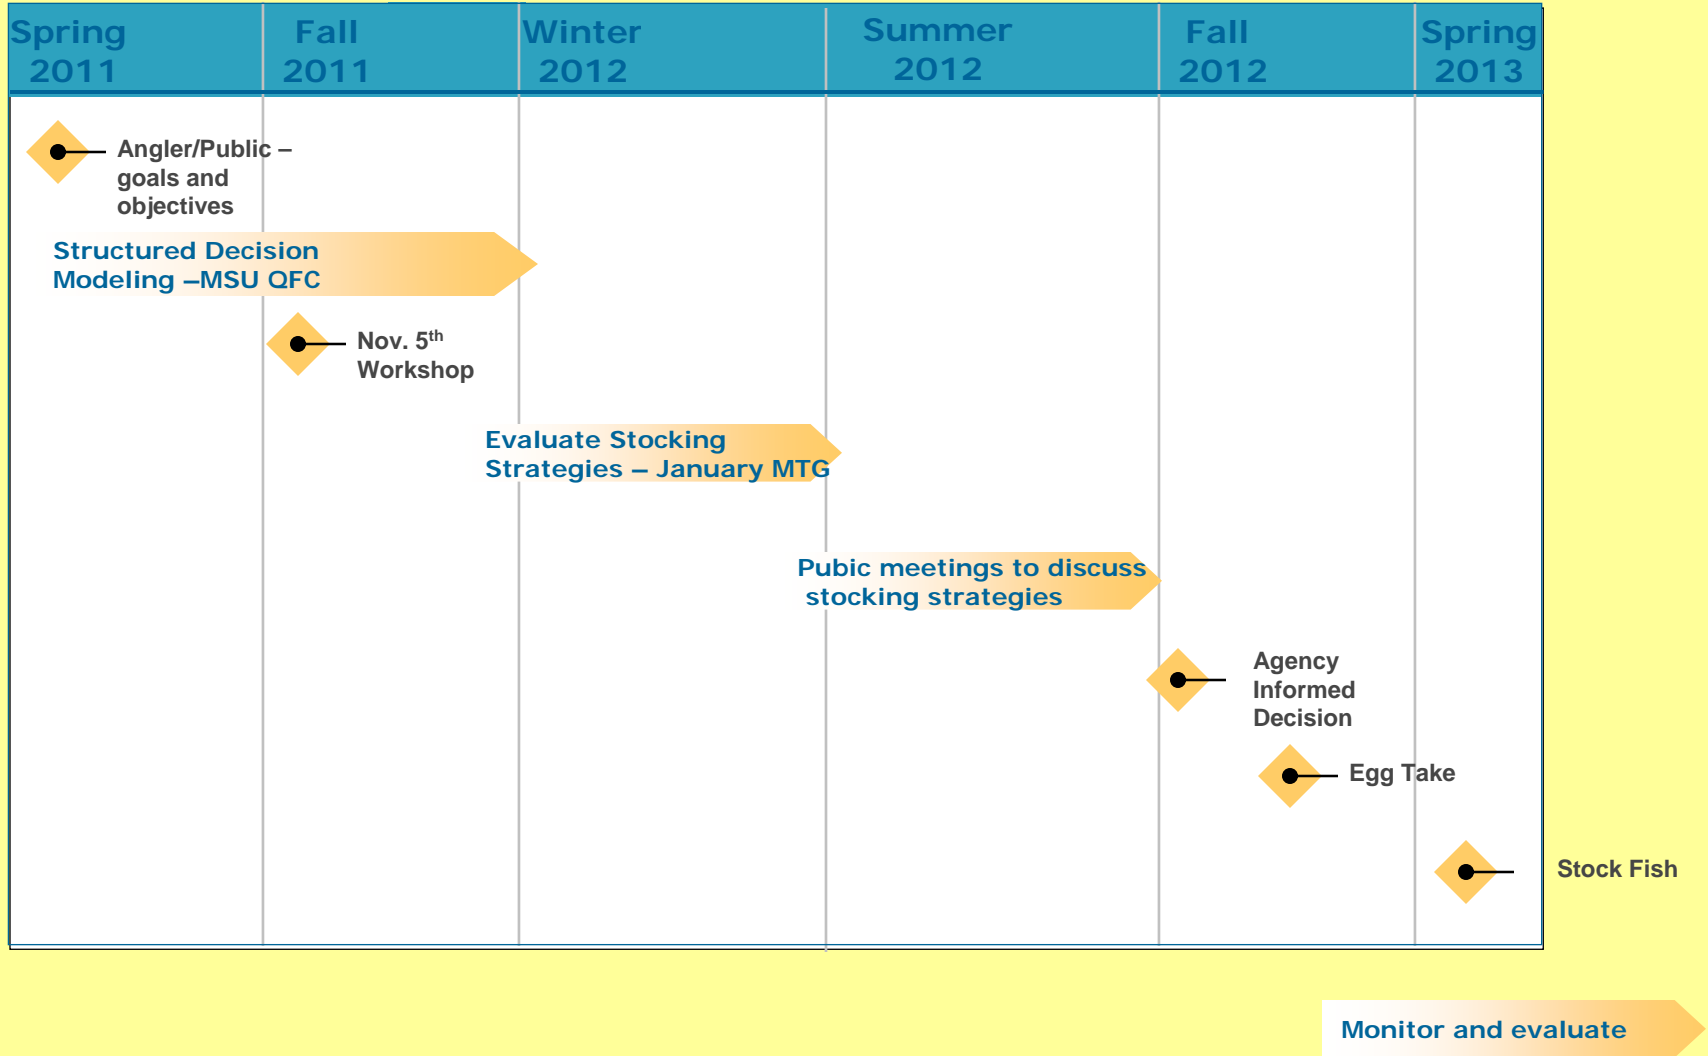 Spring
2011
Fall
2011
Winter
2012
Summer
2012
Fall
2012
Spring
2013
Angler/Public –
goals and
objectives
Structured Decision
Modeling –MSU QFC
Nov. 5th
Workshop
Evaluate Stocking
Strategies – January MTG
Pubic meetings to discuss
stocking strategies
Agency
Informed
Decision
Egg Take
Stock Fish
Monitor and evaluate